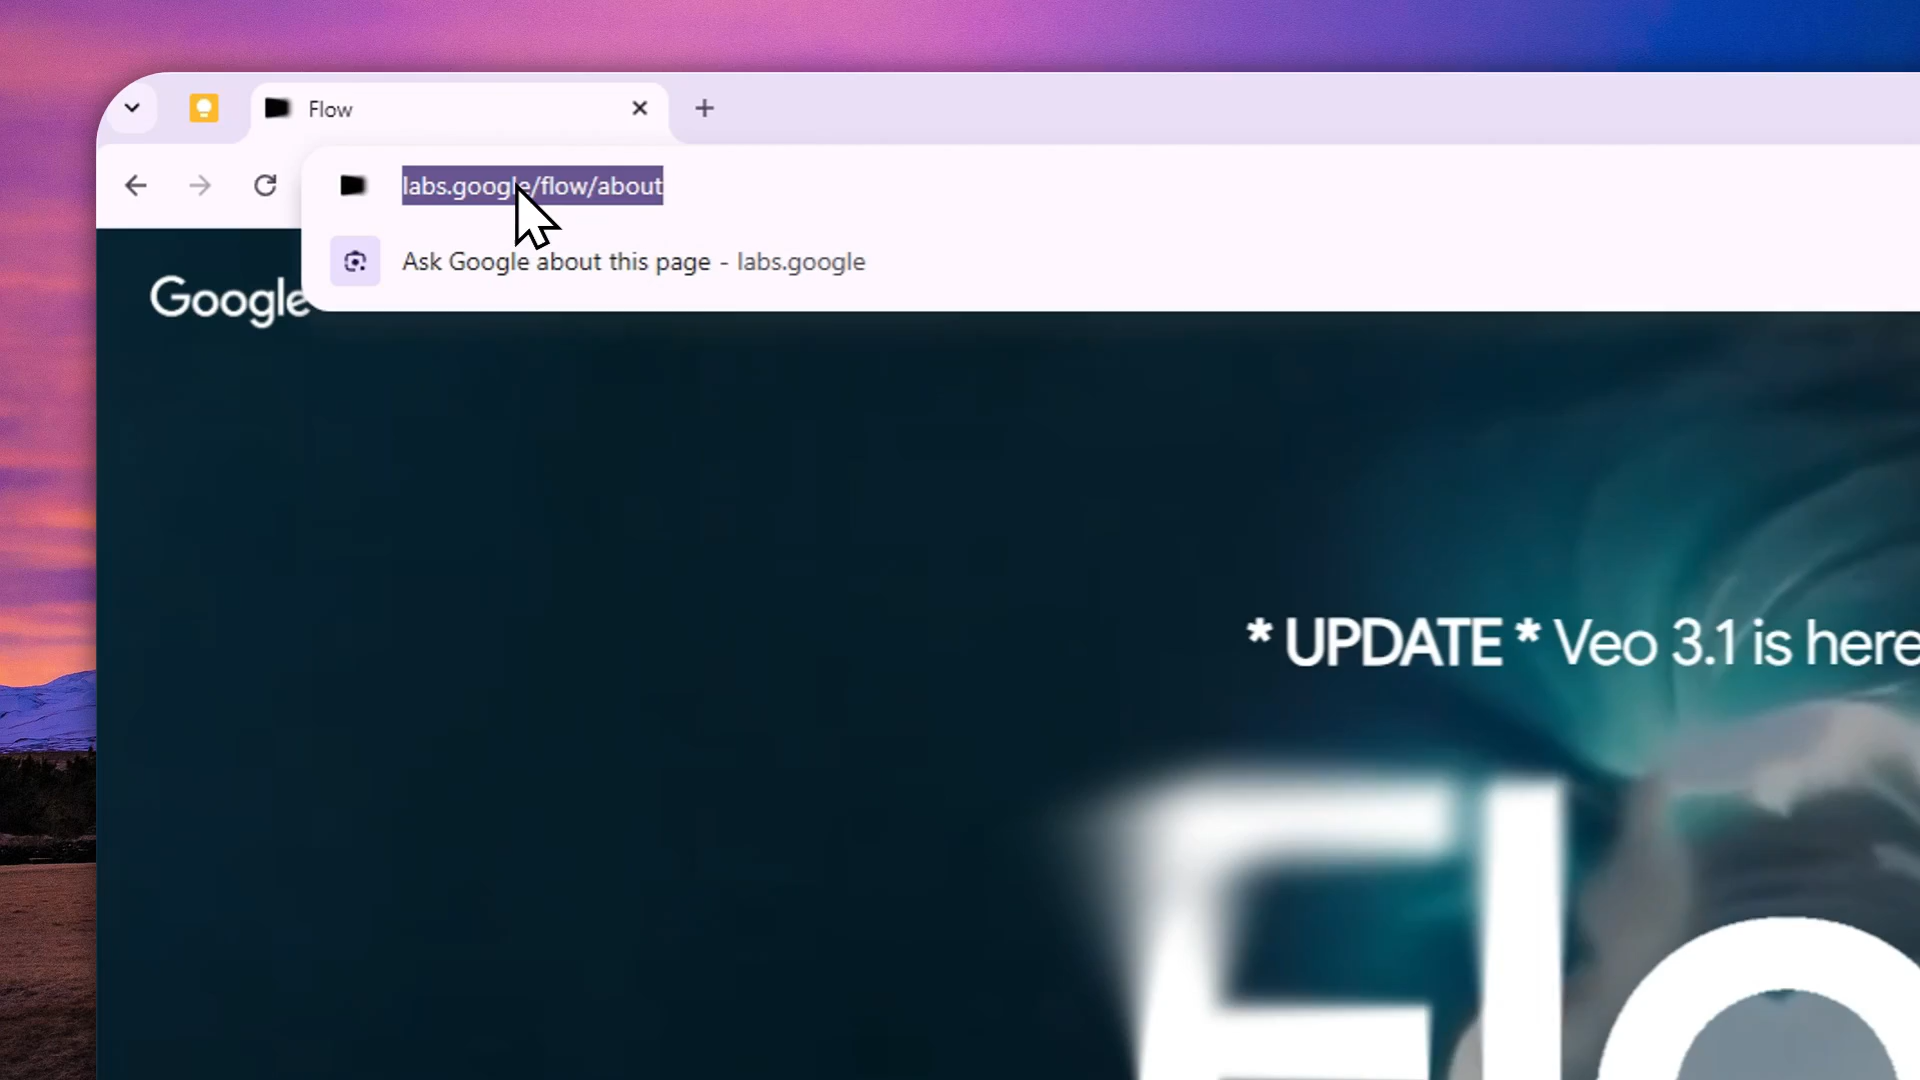 Flow
labs.google/flow/about
Ask Google about this page - labs.google
Google
* UPDATE * Veo 3.1 is here
Flo